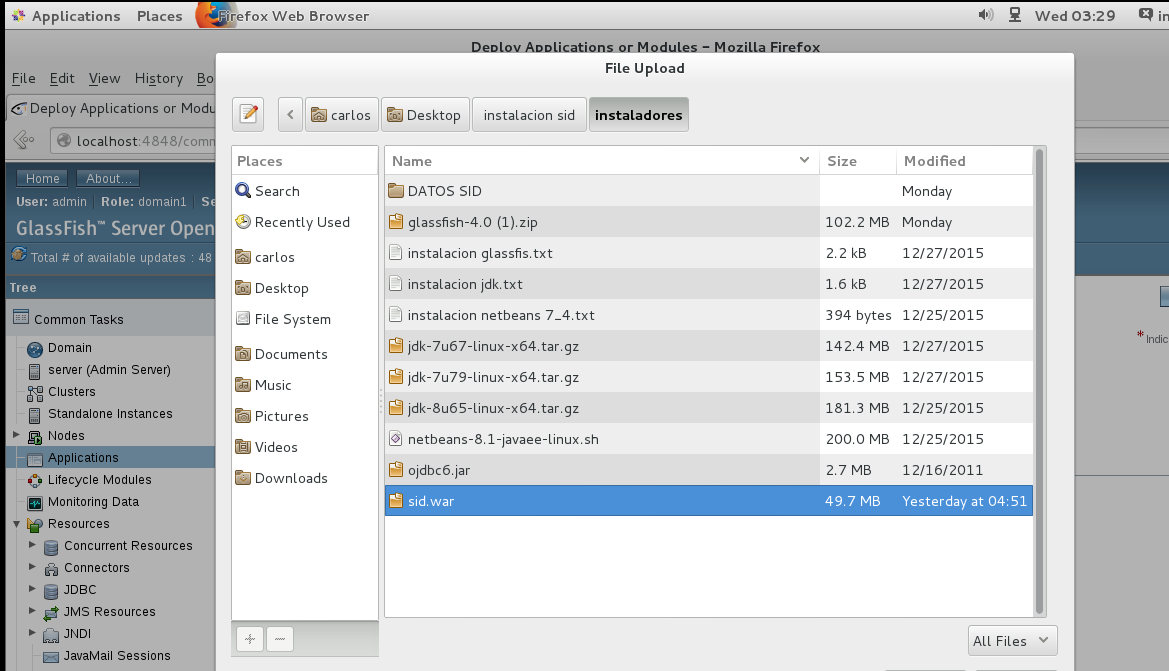 Applications Places Firefox Web Browser Wed 03:29 in
Deploy Applications or Modules - Mozilla Firefox
File Upload
File Edit View History Bo
Deploy Applications or Modu
localhost:4848/comm
carlos Desktop instalacion sid instaladores
Home About...
User: admin Role: domain1 Se
GlassFish™ Server Open
Total # of available updates : 48
Tree
Common Tasks
Domain
server (Admin Server)
Clusters
Standalone Instances
Nodes
Applications
Lifecycle Modules
Monitoring Data
Resources
Concurrent Resources
Connectors
JDBC
JMS Resources
JNDI
JavaMail Sessions
Places
Search
Recently Used
carlos
Desktop
File System
Documents
Music
Pictures
Videos
Downloads
Name Size Modified
DATOS SID Monday
glassfish-4.0 (1).zip 102.2 MB Monday
instalacion glassfis.txt 2.2 kB 12/27/2015
instalacion jdk.txt 1.6 kB 12/27/2015
instalacion netbeans 7_4.txt 394 bytes 12/25/2015
jdk-7u67-linux-x64.tar.gz 142.4 MB 12/27/2015
jdk-7u79-linux-x64.tar.gz 153.5 MB 12/27/2015
jdk-8u65-linux-x64.tar.gz 181.3 MB 12/25/2015
netbeans-8.1-javaee-linux.sh 200.0 MB 12/25/2015
ojdbc6.jar 2.7 MB 12/16/2011
sid.war 49.7 MB Yesterday at 04:51
* Indic
All Files